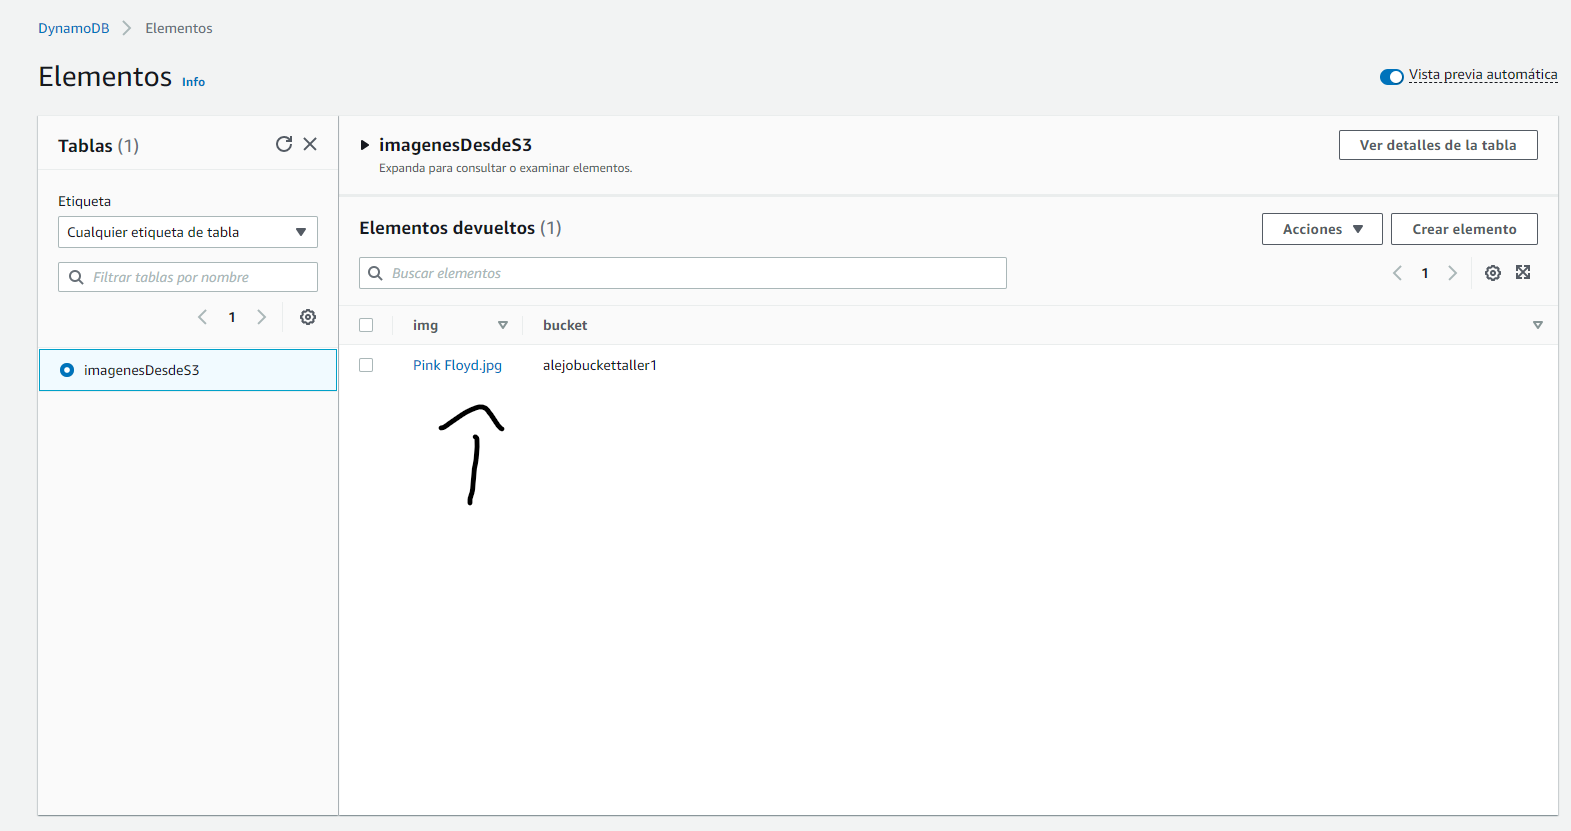 DynamoDB > Elementos
Elementos Info
Vista previa automática
Tablas (1)
Etiqueta
Cualquier etiqueta de tabla
Filtrar tablas por nombre
1
imagenesDesdeS3
imagenesDesdeS3
Ver detalles de la tabla
Expanda para consultar o examinar elementos.
Elementos devueltos (1)
Acciones
Crear elemento
Buscar elementos
1
img bucket
Pink Floyd.jpg alejobuckettaller1